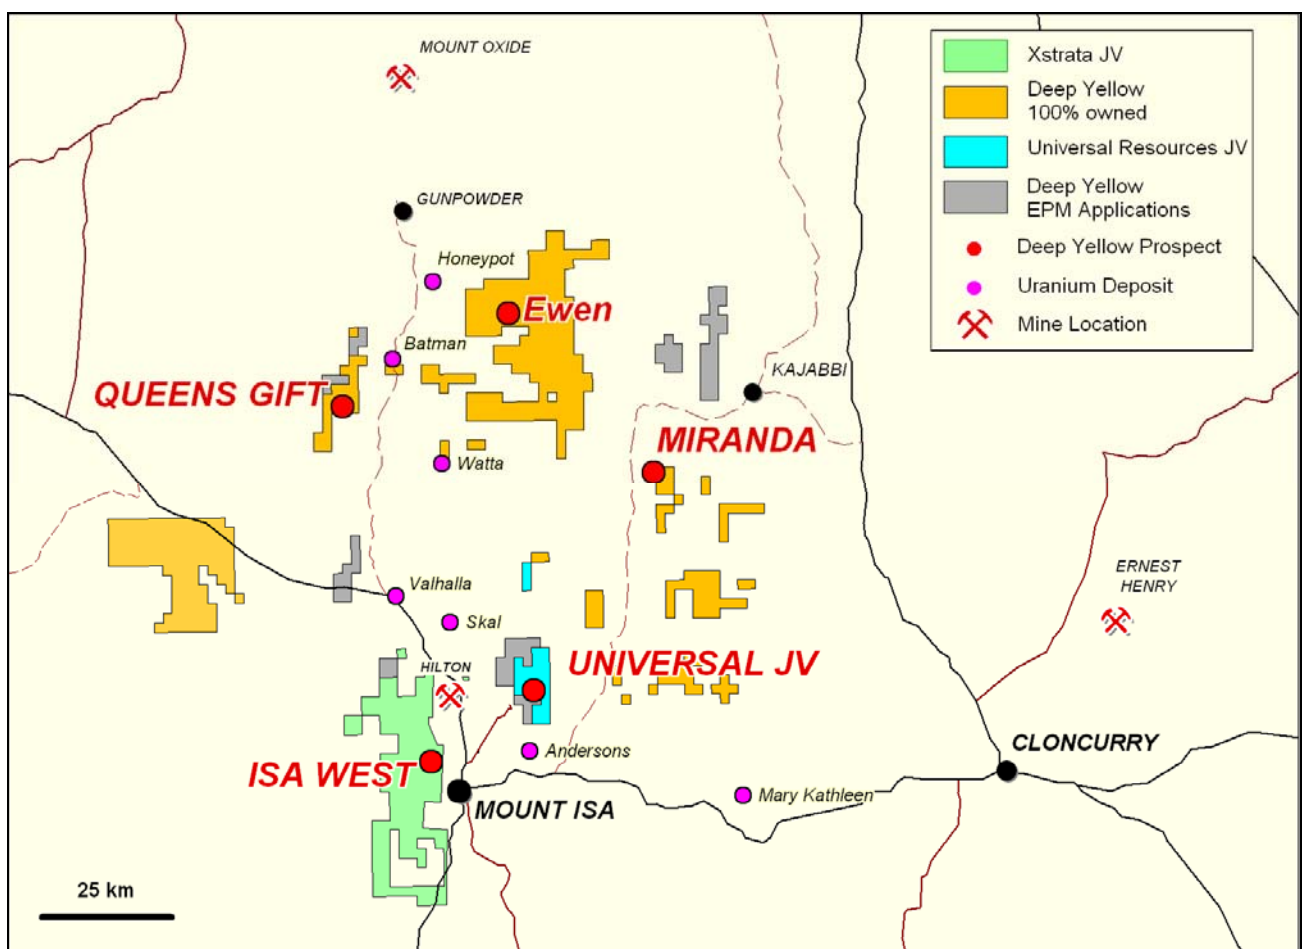 MOUNT OXIDE
Xstrata JV
Deep Yellow
100% owned
Universal Resources JV
Deep Yellow
EPM Applications
Deep Yellow Prospect
Uranium Deposit
Mine Location
GUNPOWDER
Honeypot
Ewen
Batman
QUEENS GIFT
KAJABBI
MIRANDA
Watta
Valhalla
Skal
ERNEST
HENRY
HILTON
UNIVERSAL JV
ISA WEST
Andersons
CLONCURRY
MOUNT ISA
Mary Kathleen
25 km